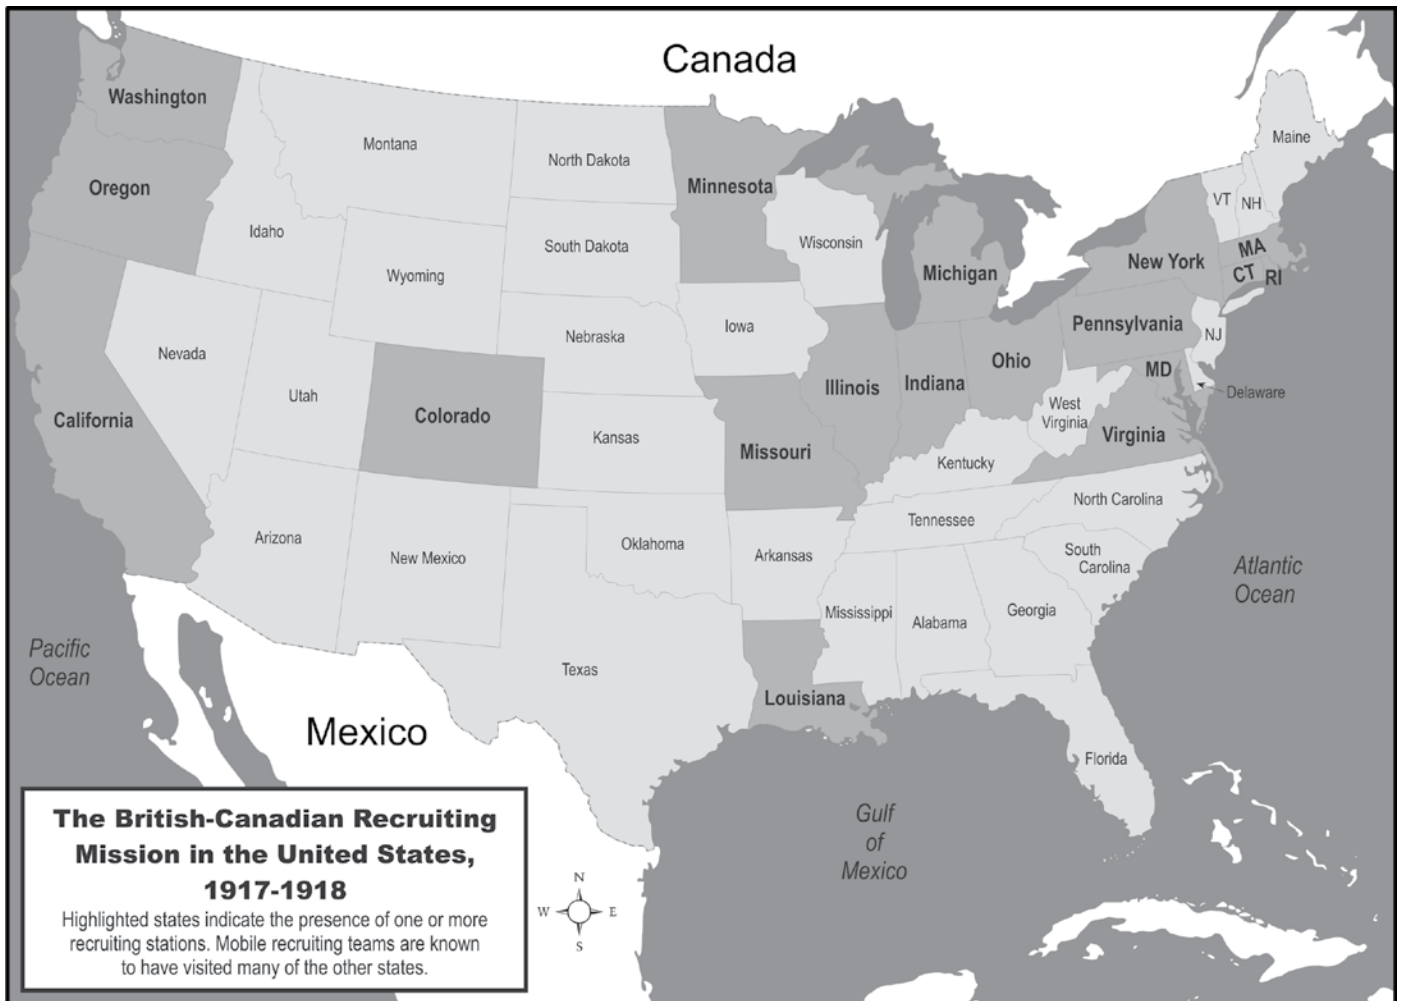 Canada
Washington
Montana
North Dakota
Minnesota
Maine
Oregon
VT
NH
Idaho
South Dakota
Wisconsin
MA
Wyoming
Michigan
New York
CT
RI
Nevada
Nebraska
Iowa
Pennsylvania
NJ
Utah
Colorado
Illinois
Indiana
Ohio
MD
Delaware
California
Kansas
Missouri
West
Virginia
Virginia
Kentucky
Arizona
New Mexico
Oklahoma
Arkansas
Tennessee
North Carolina
South
Carolina
Atlantic
Ocean
Mississippi
Alabama
Georgia
Pacific
Ocean
Texas
Louisiana
Mexico
Florida
Gulf
of
Mexico
The British-Canadian Recruiting
Mission in the United States,
1917-1918
Highlighted states indicate the presence of one or more
recruiting stations. Mobile recruiting teams are known
to have visited many of the other states.
N
W E
S